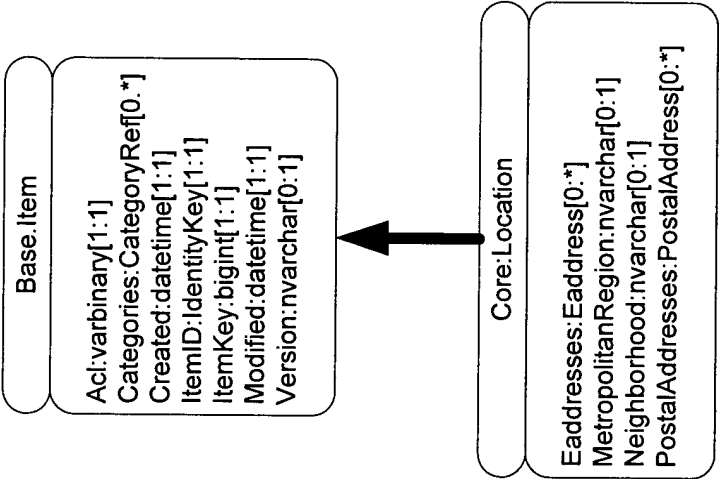 Base.Item
Acl:varbinary[1:1]
Categories:CategoryRef[0.*]
Created:datetime[1:1]
ItemID:IdentityKey[1:1]
ItemKey:bigint[1:1]
Modified:datetime[1:1]
Version:nvarchar[0:1]
Core:Location
Eaddresses:Eaddress[0:*]
MetropolitanRegion:nvarchar[0:1]
Neighborhood:nvarchar[0:1]
PostalAddresses:PostalAddress[0:*]